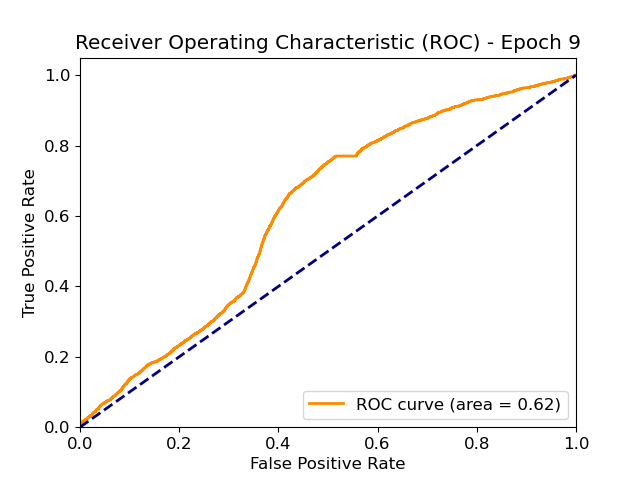 Receiver Operating Characteristic (ROC) - Epoch 9
1.0
0.8
0.6
0.4
0.2
0.0
True Positive Rate
ROC curve (area = 0.62)
0.0 0.2 0.4 0.6 0.8 1.0
False Positive Rate